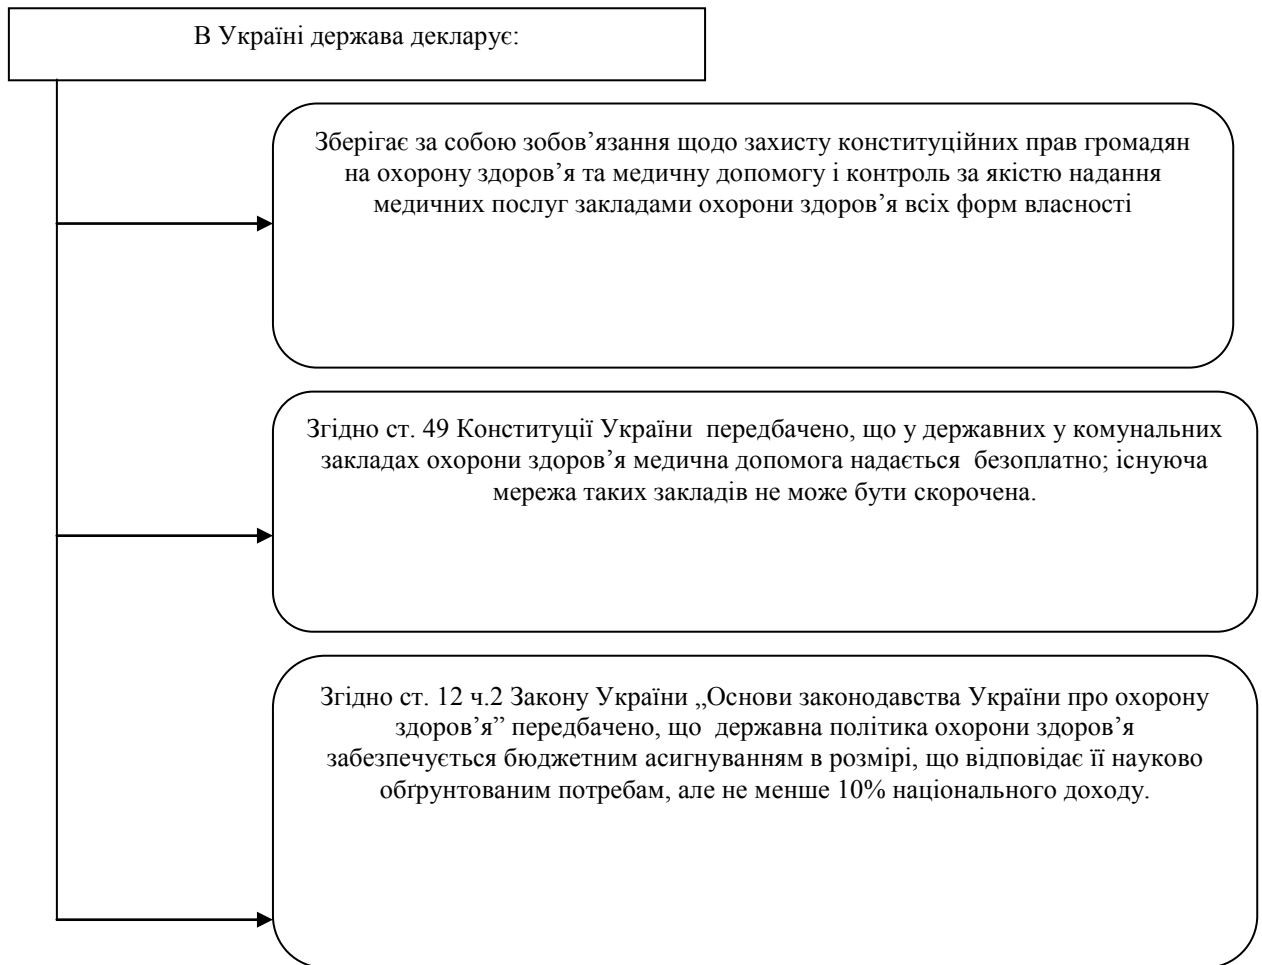 В Україні держава декларує:
Зберігає за собою зобов’язання щодо захисту конституційних прав громадян
на охорону здоров’я та медичну допомогу і контроль за якістю надання
медичних послуг закладами охорони здоров’я всіх форм власності
Згідно ст. 49 Конституції України передбачено, що у державних у комунальних
закладах охорони здоров’я медична допомога надається безоплатно; існуюча
мережа таких закладів не може бути скорочена.
Згідно ст. 12 ч.2 Закону України „Основи законодавства України про охорону
здоров’я” передбачено, що державна політика охорони здоров’я
забезпечується бюджетним асигнуванням в розмірі, що відповідає її науково
обґрунтованим потребам, але не менше 10% національного доходу.